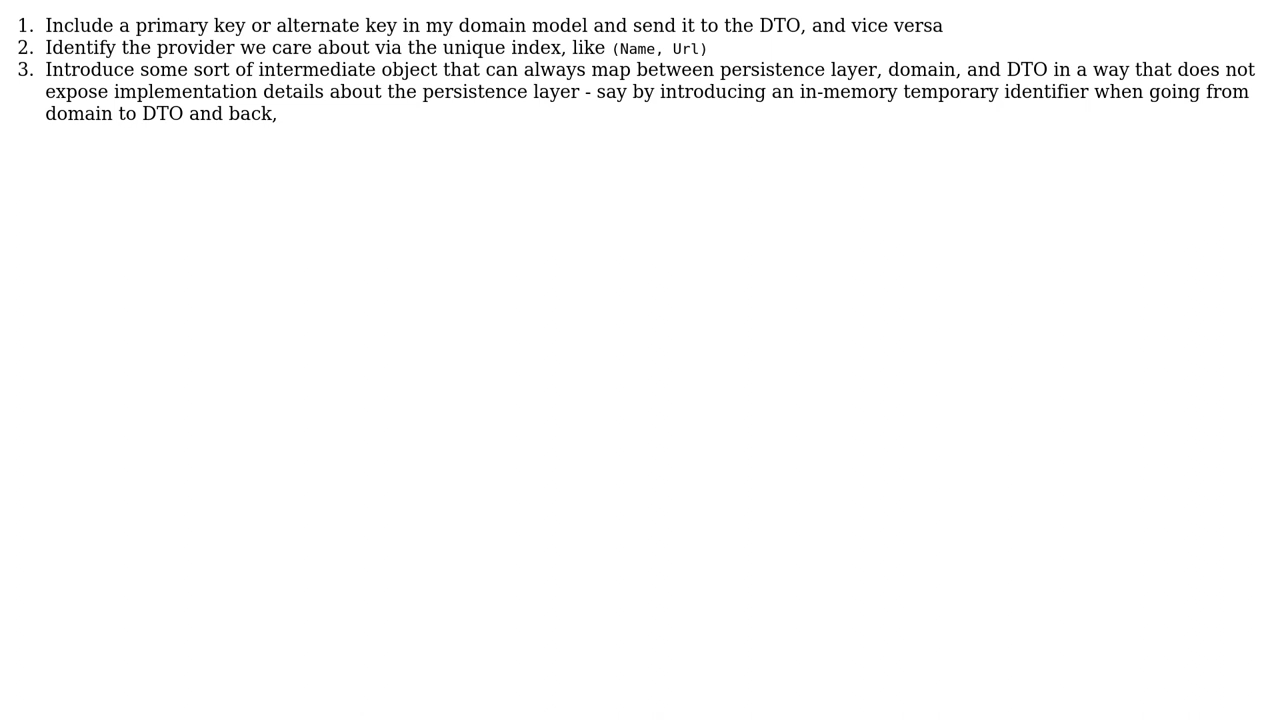 1. Include a primary key or alternate key in my domain model and send it to the DTO, and vice versa
2. Identify the provider we care about via the unique index, like (Name, Url)
3. Introduce some sort of intermediate object that can always map between persistence layer, domain, and DTO in a way that does not
expose implementation details about the persistence layer - say by introducing an in-memory temporary identifier when going from
domain to DTO and back,